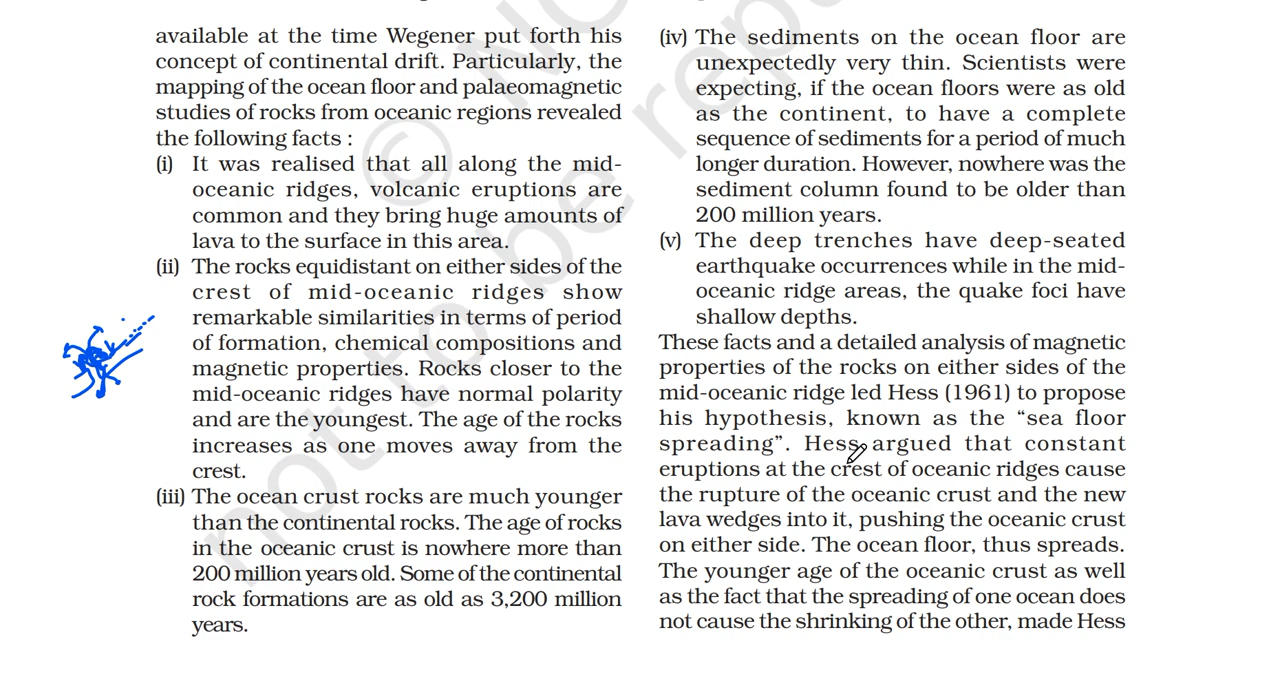 available at the time Wegener put forth his
concept of continental drift. Particularly, the
mapping of the ocean floor and palaeomagnetic
studies of rocks from oceanic regions revealed
the following facts :
(i) It was realised that all along the mid-
oceanic ridges, volcanic eruptions are
common and they bring huge amounts of
lava to the surface in this area.
(ii) The rocks equidistant on either sides of the
crest of mid-oceanic ridges show
remarkable similarities in terms of period
of formation, chemical compositions and
magnetic properties. Rocks closer to the
mid-oceanic ridges have normal polarity
and are the youngest. The age of the rocks
increases as one moves away from the
crest.
(iii) The ocean crust rocks are much younger
than the continental rocks. The age of rocks
in the oceanic crust is nowhere more than
200 million years old. Some of the continental
rock formations are as old as 3,200 million
years.
(iv) The sediments on the ocean floor are
unexpectedly very thin. Scientists were
expecting, if the ocean floors were as old
as the continent, to have a complete
sequence of sediments for a period of much
longer duration. However, nowhere was the
sediment column found to be older than
200 million years.
(v) The deep trenches have deep-seated
earthquake occurrences while in the mid-
oceanic ridge areas, the quake foci have
shallow depths.
These facts and a detailed analysis of magnetic
properties of the rocks on either sides of the
mid-oceanic ridge led Hess (1961) to propose
his hypothesis, known as the “sea floor
spreading”. Hess argued that constant
eruptions at the crest of oceanic ridges cause
the rupture of the oceanic crust and the new
lava wedges into it, pushing the oceanic crust
on either side. The ocean floor, thus spreads.
The younger age of the oceanic crust as well
as the fact that the spreading of one ocean does
not cause the shrinking of the other, made Hess
©
not to be